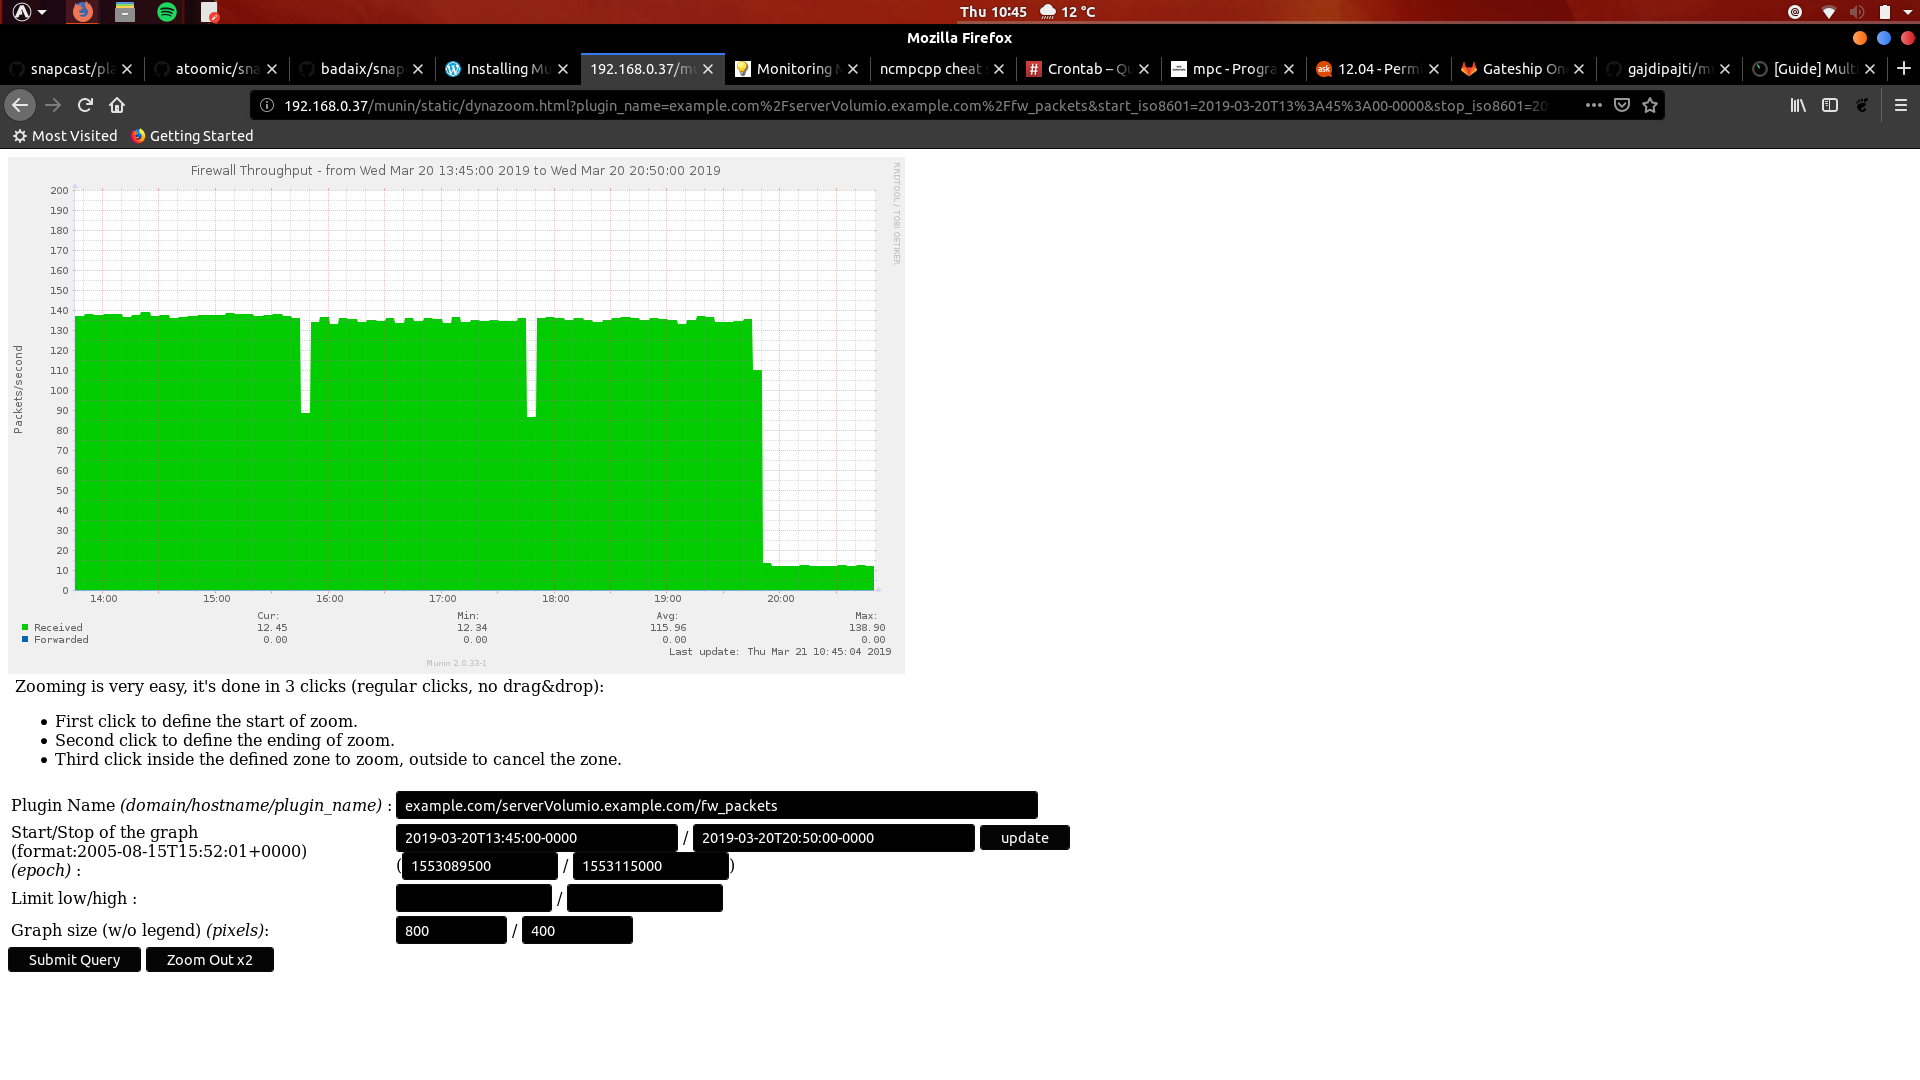 Thu 10:45 12 °C
Mozilla Firefox
snapcast/pla
atoomic/sna
badaix/snap
Installing Mu
192.168.0.37/mu
Monitoring M
ncmpcpp cheat s
Crontab – Qu
mpc - Progra
ask 12.04 - Permi
Gateship One
gajdipajti/mu
[Guide] Multi
192.168.0.37/munin/static/dynazoom.html?plugin_name=example.com%2FserverVolumio.example.com%2Ffw_packets&start_iso8601=2019-03-20T13%3A45%3A00-0000&stop_iso8601=20
Most Visited Getting Started
Firewall Throughput - from Wed Mar 20 13:45:00 2019 to Wed Mar 20 20:50:00 2019
RRDTOOL / TOBI OETIKER
Packets/second
200
190
180
170
160
150
140
130
120
110
100
90
80
70
60
50
40
30
20
10
0
14:00 15:00 16:00 17:00 18:00 19:00 20:00
Cur: Min: Avg: Max:
Received 12.45 12.34 115.96 138.90
Forwarded 0.00 0.00 0.00 0.00
Last update: Thu Mar 21 10:45:04 2019
Munin 2.0.33-1
Zooming is very easy, it's done in 3 clicks (regular clicks, no drag&drop):
• First click to define the start of zoom.
• Second click to define the ending of zoom.
• Third click inside the defined zone to zoom, outside to cancel the zone.
Plugin Name (domain/hostname/plugin_name) : example.com/serverVolumio.example.com/fw_packets
Start/Stop of the graph
(format:2005-08-15T15:52:01+0000)
(epoch) :
2019-03-20T13:45:00-0000 / 2019-03-20T20:50:00-0000 update
(1553089500 / 1553115000)
Limit low/high : /
Graph size (w/o legend) (pixels): 800 / 400
Submit Query Zoom Out x2